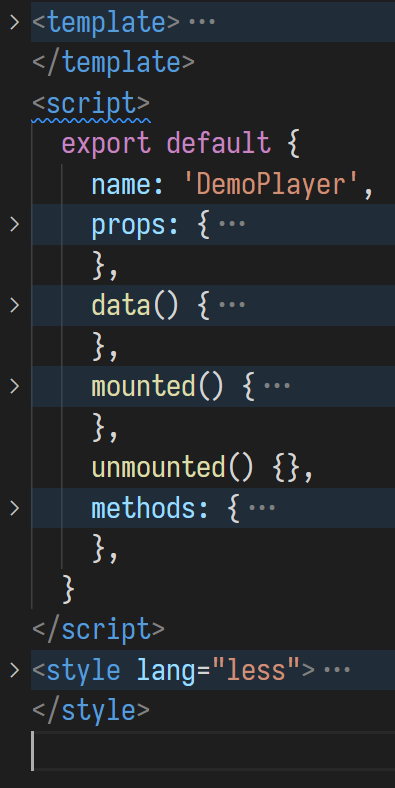 <template>···
</template>
<script>
export default {
name: 'DemoPlayer',
props: {···
},
data() {···
},
mounted() {···
},
unmounted() {},
methods: {···
},
}
</script>
<style lang="less">···
</style>